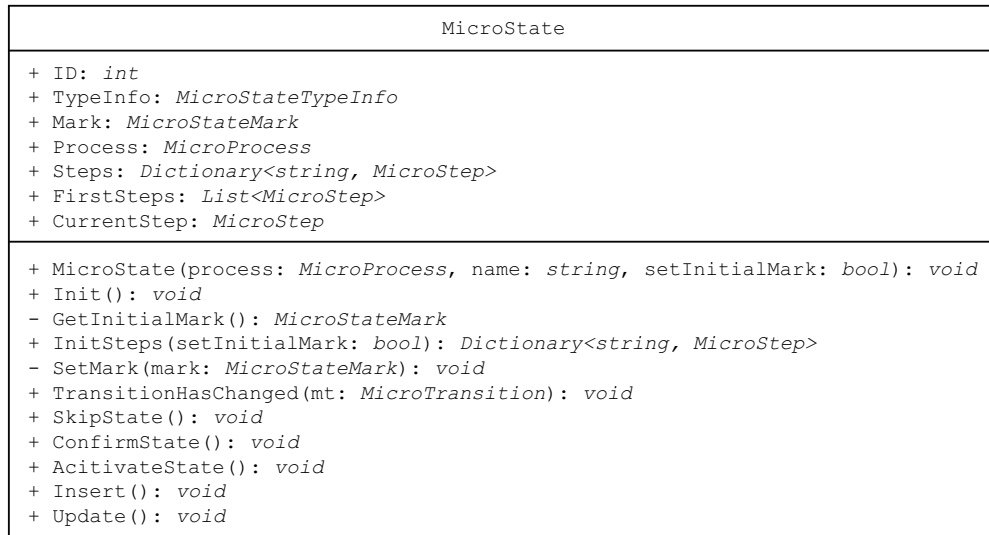 MicroState
+ ID: int
+ TypeInfo: MicroStateTypeInfo
+ Mark: MicroStateMark
+ Process: MicroProcess
+ Steps: Dictionary<string, MicroStep>
+ FirstSteps: List<MicroStep>
+ CurrentStep: MicroStep
+ MicroState(process: MicroProcess, name: string, setInitialMark: bool): void
+ Init(): void
- GetInitialMark(): MicroStateMark
+ InitSteps(setInitialMark: bool): Dictionary<string, MicroStep>
- SetMark(mark: MicroStateMark): void
+ TransitionHasChanged(mt: MicroTransition): void
+ SkipState(): void
+ ConfirmState(): void
+ AcitivateState(): void
+ Insert(): void
+ Update(): void